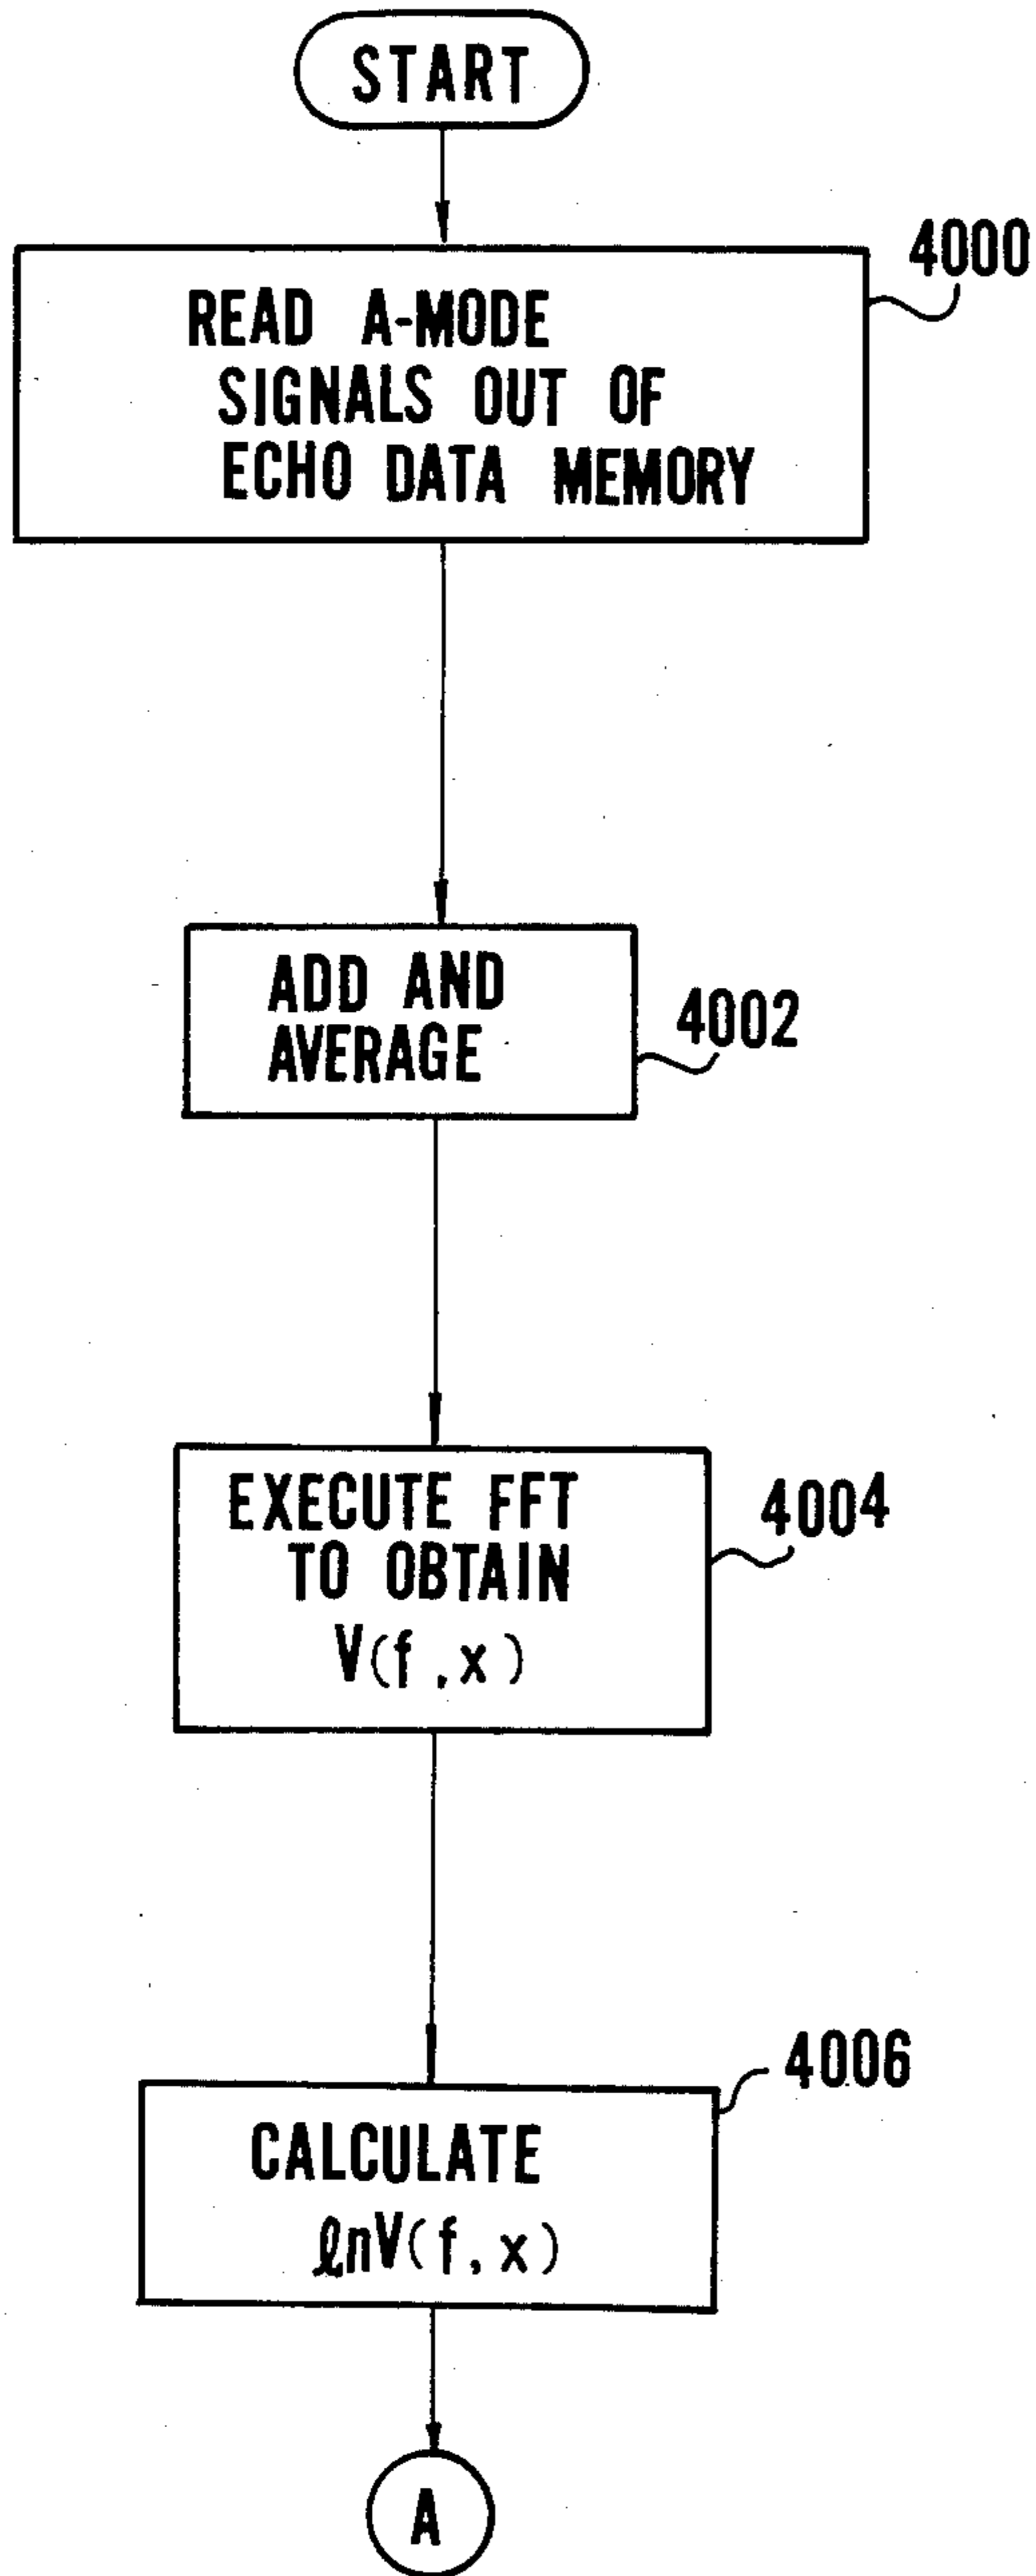 START
4000
READ A-MODE
SIGNALS OUT OF
ECHO DATA MEMORY
ADD AND
AVERAGE
4002
EXECUTE FFT
TO OBTAIN
V(f,x)
4004
4006
CALCULATE
ℓnV(f,x)
A